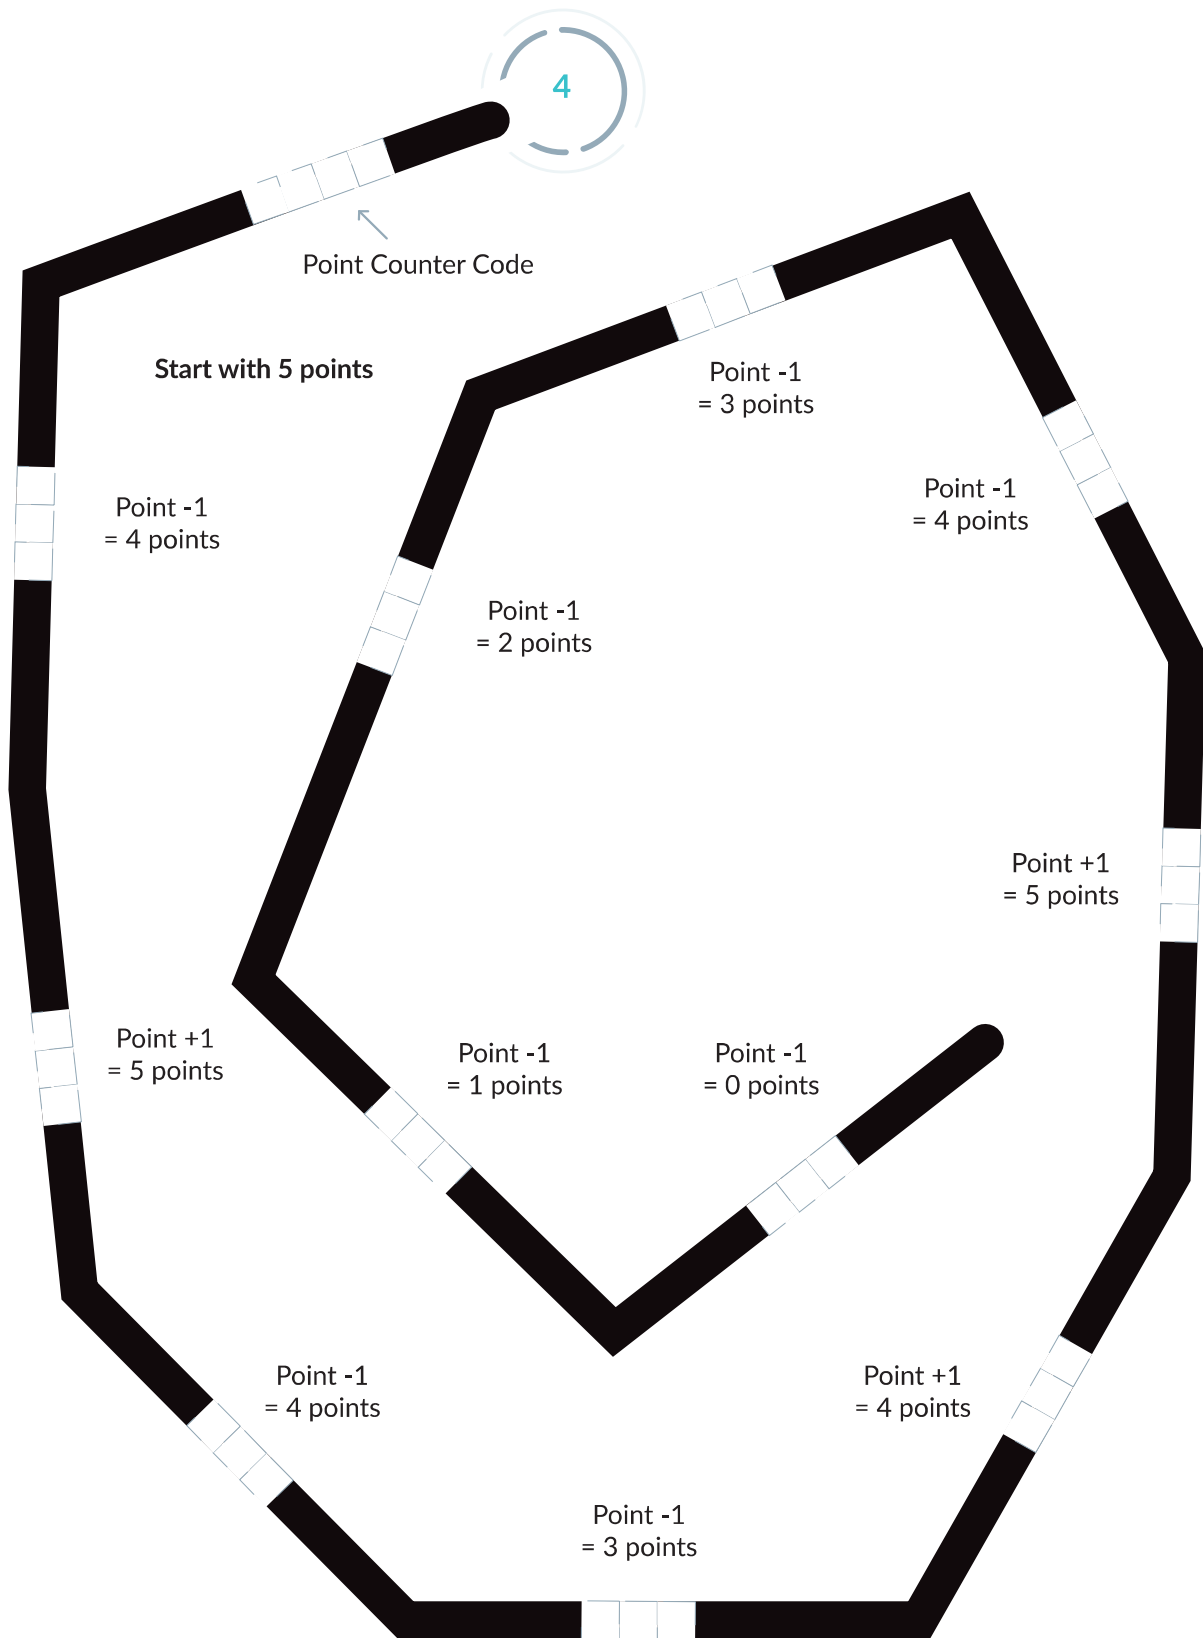 4
Point Counter Code
Start with 5 points
Point -1
= 3 points
Point -1
= 4 points
Point -1
= 4 points
Point -1
= 2 points
Point +1
= 5 points
Point +1
= 5 points
Point -1
= 1 points
Point -1
= 0 points
Point -1
= 4 points
Point +1
= 4 points
Point -1
= 3 points